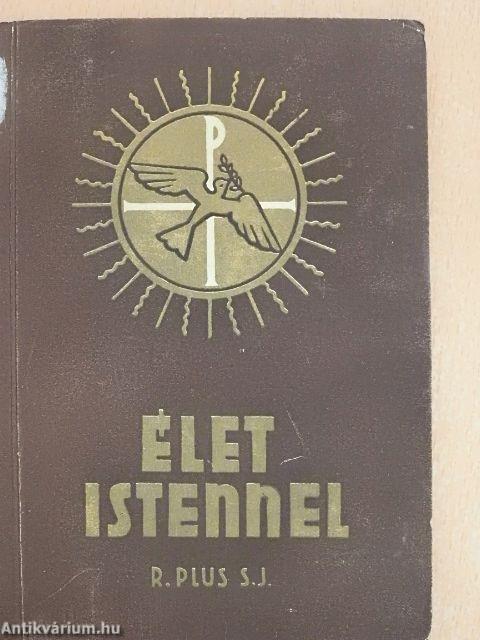 P
ÉLET
ISTENNEL
R. PLUS S.J.
Antikvárium.hu